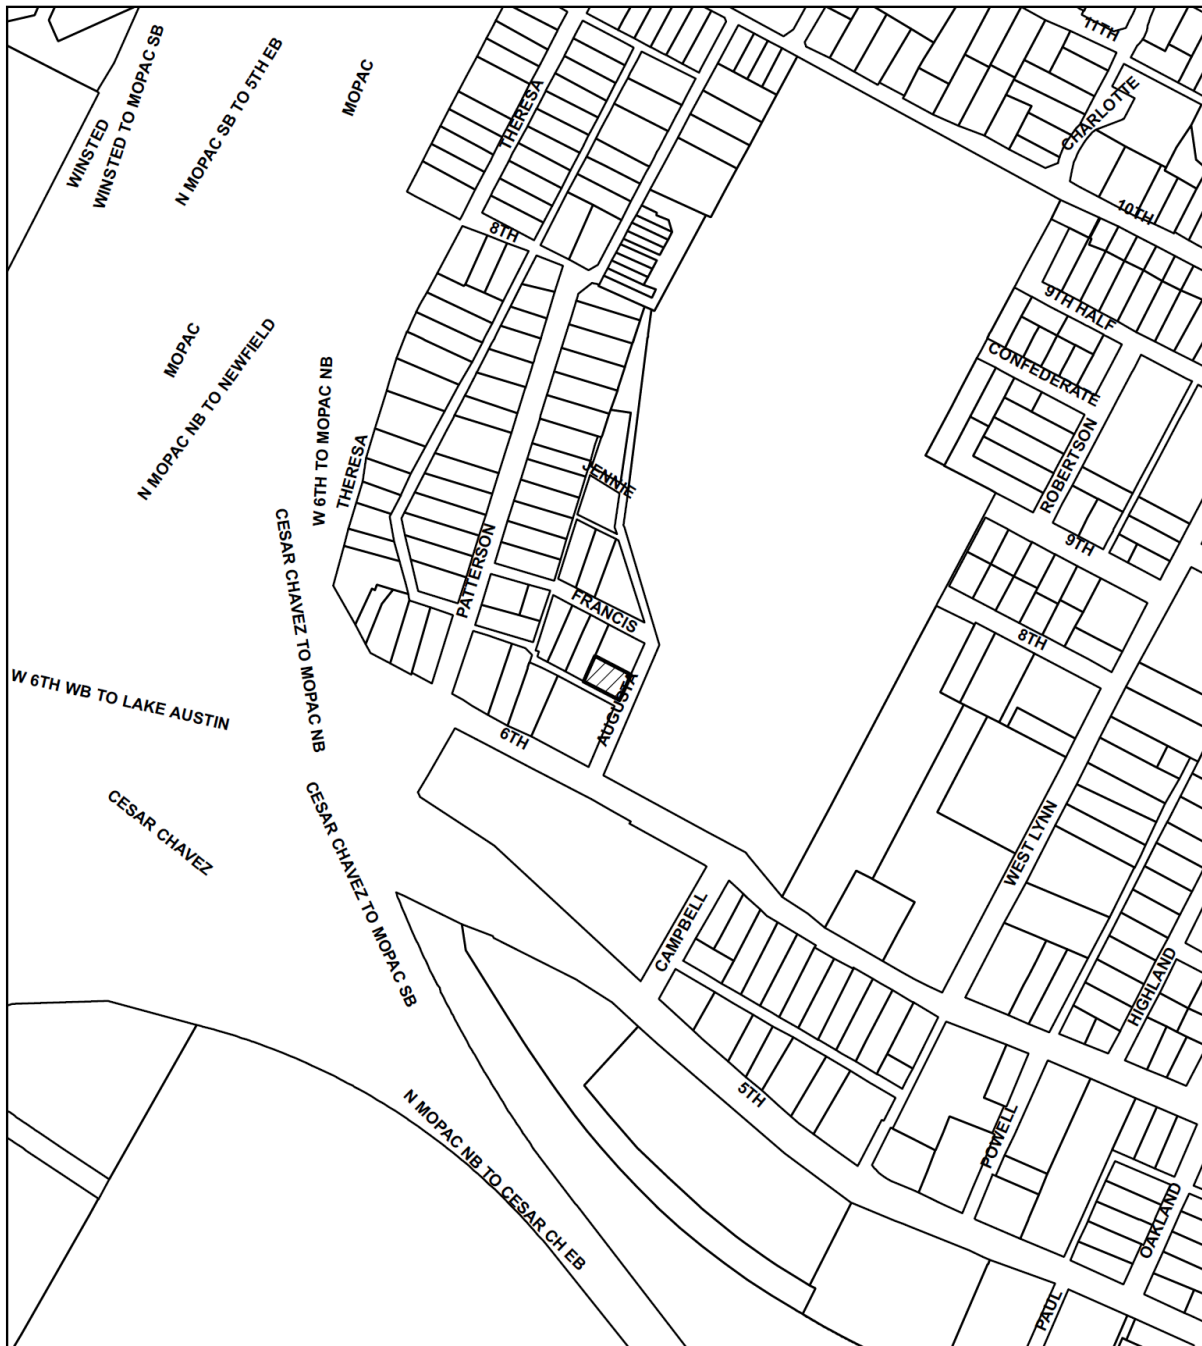 11TH
WINSTED
WINSTED TO MOPAC SB
N MOPAC SB TO 5TH EB
MOPAC
THERESA
CHARLOTTE
10TH
8TH
9TH HALF
CONFEDERATE
MOPAC
N MOPAC NB TO NEWFIELD
W 6TH TO MOPAC NB
THERESA
JENNIE
ROBERTSON
9TH
CESAR CHAVEZ TO MOPAC NB
PATTERSON
FRANCIS
8TH
W 6TH WB TO LAKE AUSTIN
AUGUSTA
6TH
CESAR CHAVEZ
CESAR CHAVEZ TO MOPAC SB
WEST LYNN
CAMPBELL
HIGHLAND
5TH
N MOPAC NB TO CESAR CH EB
POWELL
OAKLAND
PAUL